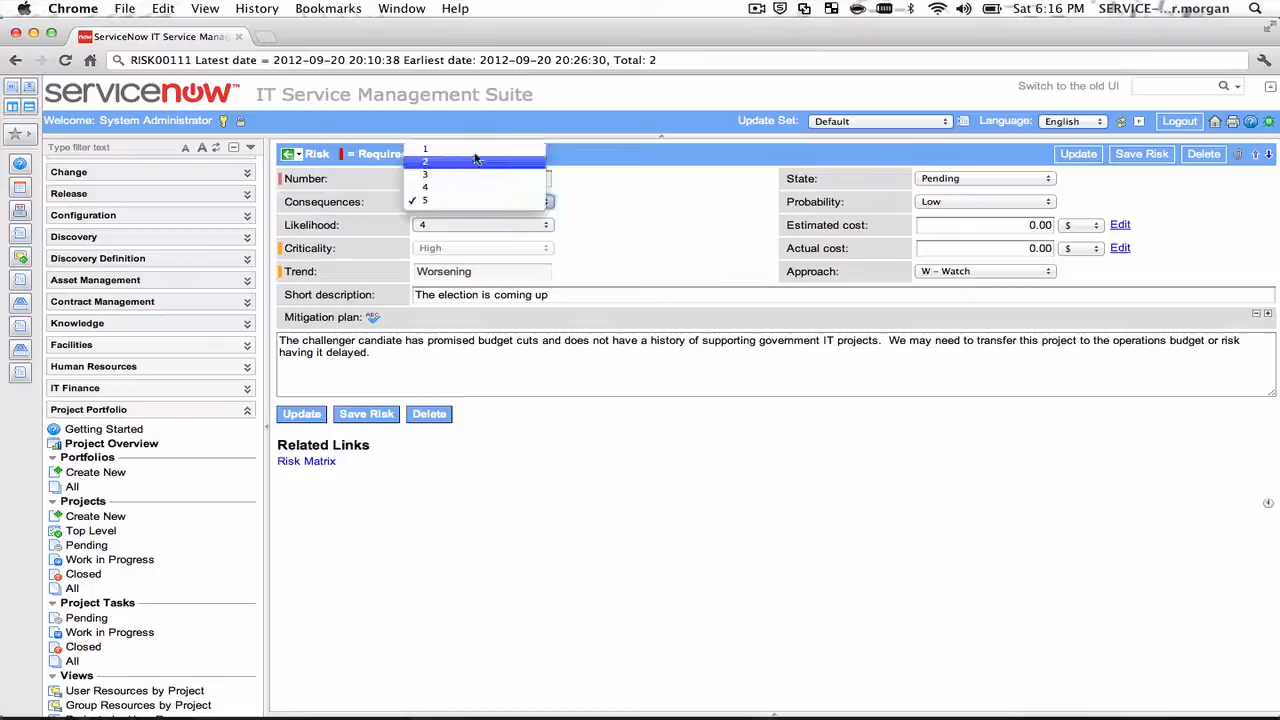 Chrome File Edit View History Bookmarks Window Help Sat 6:16 PM SERVICE-...r.morgan
now ServiceNow IT Service Manag
RISK00111 Latest date = 2012-09-20 20:10:38 Earliest date: 2012-09-20 20:26:30, Total: 2
servicenow™ IT Service Management Suite Switch to the old UI
Welcome: System Administrator Update Set: Default Language: English Logout
Type filter text A A
Risk = Require Update Save Risk Delete
1
2
3
4
✓ 5
Number: State: Pending
Consequences: Probability: Low
Likelihood: 4 Estimated cost: 0.00 $ Edit
Criticality: High Actual cost: 0.00 $ Edit
Trend: Worsening Approach: W - Watch
Short description: The election is coming up
Mitigation plan: ABC
The challenger candiate has promised budget cuts and does not have a history of supporting government IT projects. We may need to transfer this project to the operations budget or risk
having it delayed.
Update Save Risk Delete
Related Links
Risk Matrix
Change
Release
Configuration
Discovery
Discovery Definition
Asset Management
Contract Management
Knowledge
Facilities
Human Resources
IT Finance
Project Portfolio
Getting Started
Project Overview
Portfolios
Create New
All
Projects
Create New
Top Level
Pending
Work in Progress
Closed
All
Project Tasks
Pending
Work in Progress
Closed
All
Views
User Resources by Project
Group Resources by Project